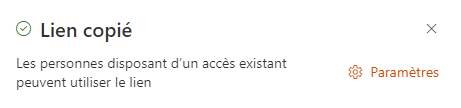 Lien copié
Les personnes disposant d’un accès existant
peuvent utiliser le lien
Paramètres